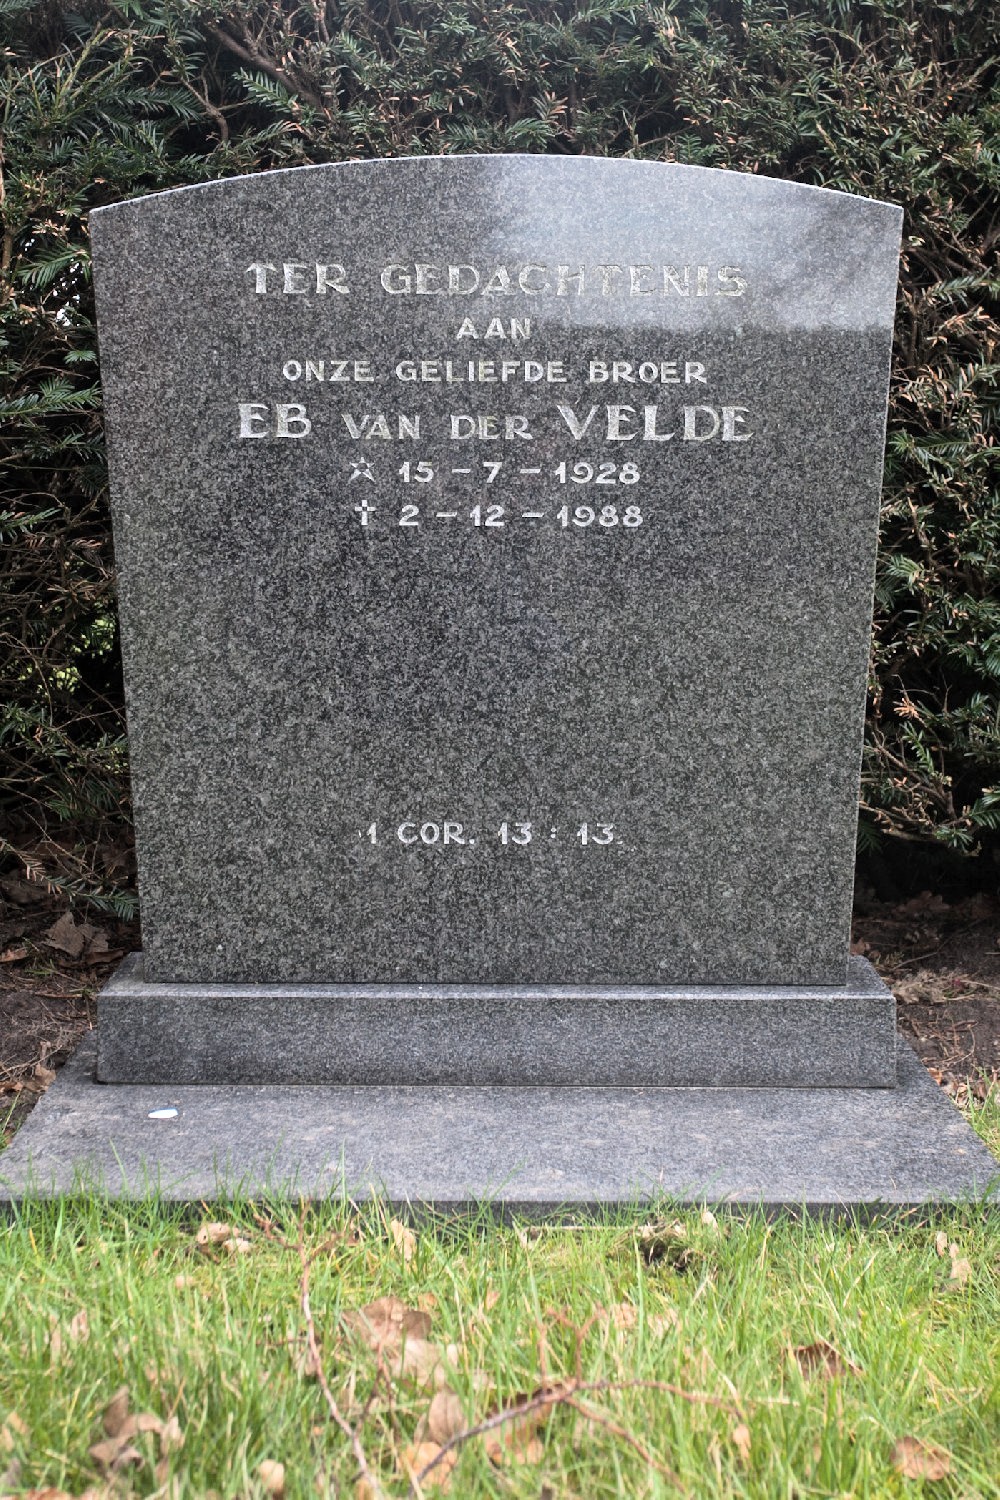 TER GEDACHTENIS
AAN
ONZE GELIEFDE BROER
EB VAN DER VELDE
☆ 15 - 7 - 1928
✝ 2 - 12 - 1988
1 COR. 13 : 13.